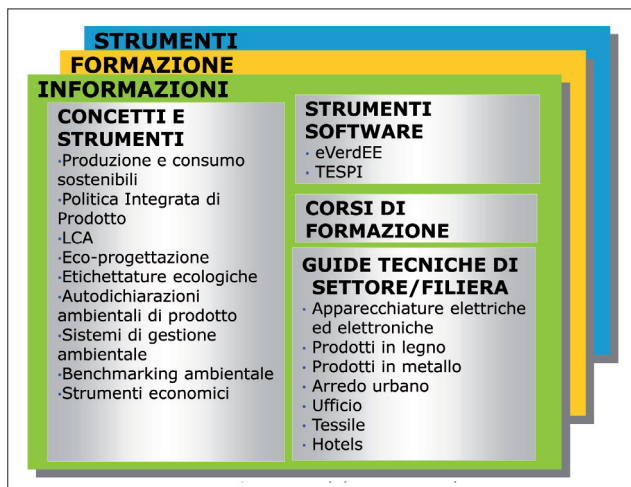 STRUMENTI
FORMAZIONE
INFORMAZIONI
CONCETTI E
STRUMENTI
·Produzione e consumo
sostenibili
·Politica Integrata di
Prodotto
·LCA
·Eco-progettazione
·Etichettature ecologiche
·Autodichiarazioni
ambientali di prodotto
·Sistemi di gestione
ambientale
·Benchmarking ambientale
·Strumenti economici
STRUMENTI
SOFTWARE
· eVerdEE
· TESPI
CORSI DI
FORMAZIONE
GUIDE TECNICHE DI
SETTORE/FILIERA
· Apparecchiature elettriche
ed elettroniche
· Prodotti in legno
· Prodotti in metallo
· Arredo urbano
· Ufficio
· Tessile
· Hotels